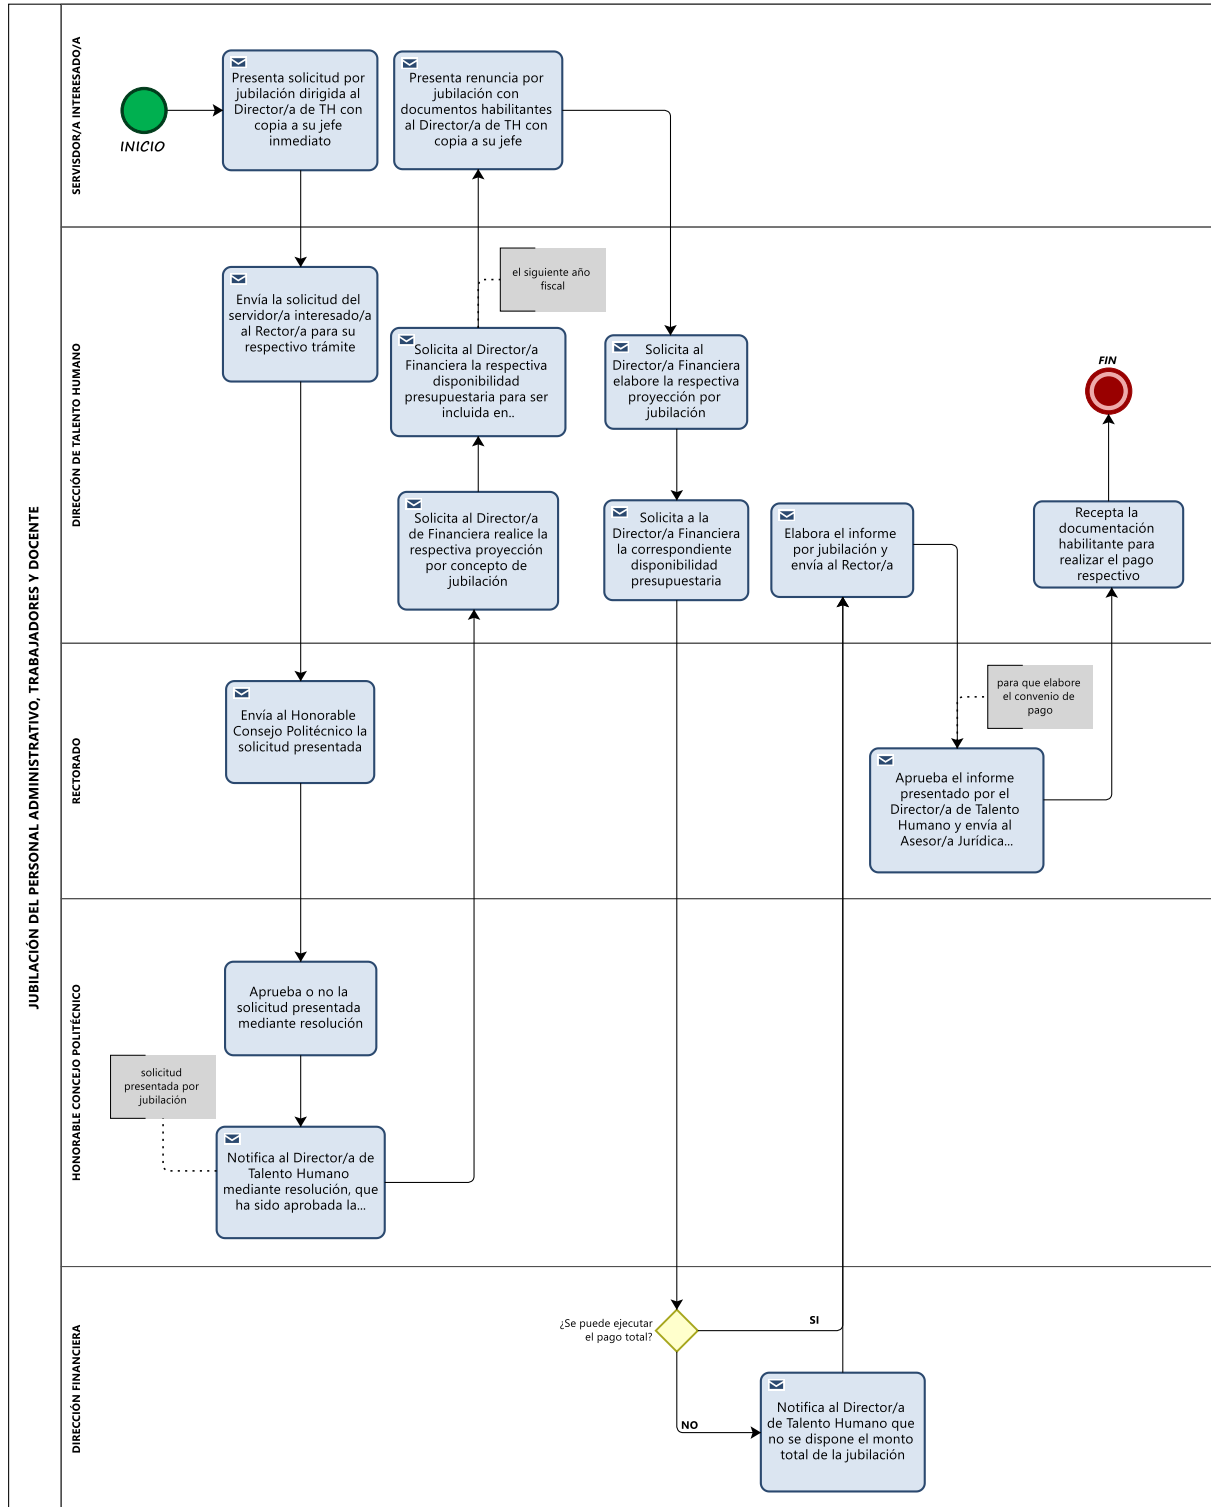 JUBILACIÓN DEL PERSONAL ADMINISTRATIVO, TRABAJADORES Y DOCENTE
SERVISDOR/A INTERESADO/A
INICIO
Presenta solicitud por
jubilación dirigida al
Director/a de TH con
copia a su jefe
inmediato
Presenta renuncia por
jubilación con
documentos habilitantes
al Director/a de TH con
copia a su jefe
DIRECCIÓN DE TALENTO HUMANO
Envía la solicitud del
servidor/a interesado/a
al Rector/a para su
respectivo trámite
el siguiente año
fiscal
Solicita al Director/a
Financiera la respectiva
disponibilidad
presupuestaria para ser
incluida en..
Solicita al Director/a
de Financiera realice la
respectiva proyección
por concepto de
jubilación
Solicita al
Director/a Financiera
elabore la respectiva
proyección por
jubilación
Solicita a la
Director/a Financiera
la correspondiente
disponibilidad
presupuestaria
Elabora el informe
por jubilación y
envía al Rector/a
FIN
Recepta la
documentación
habilitante para
realizar el pago
respectivo
RECTORADO
Envía al Honorable
Consejo Politécnico la
solicitud presentada
para que elabore
el convenio de
pago
Aprueba el informe
presentado por el
Director/a de Talento
Humano y envía al
Asesor/a Jurídica...
HONORABLE CONCEJO POLITÉCNICO
Aprueba o no la
solicitud presentada
mediante resolución
solicitud
presentada por
jubilación
Notifica al Director/a de
Talento Humano
mediante resolución, que
ha sido aprobada la...
DIRECCIÓN FINANCIERA
¿Se puede ejecutar
el pago total?
SI
NO
Notifica al Director/a
de Talento Humano que
no se dispone el monto
total de la jubilación